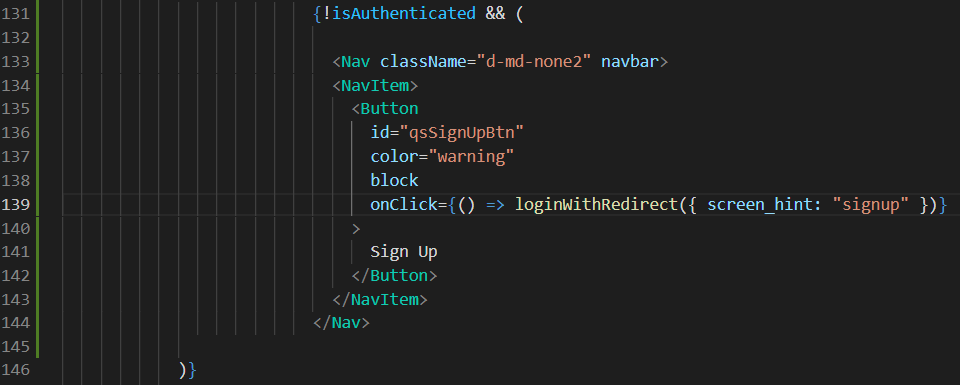 131 {!isAuthenticated && (
132
133 <Nav className="d-md-none2" navbar>
134 <NavItem>
135 <Button
136 id="qsSignUpBtn"
137 color="warning"
138 block
139 onClick={() => loginWithRedirect({ screen_hint: "signup" })}
140 >
141 Sign Up
142 </Button>
143 </NavItem>
144 </Nav>
145
146 )}